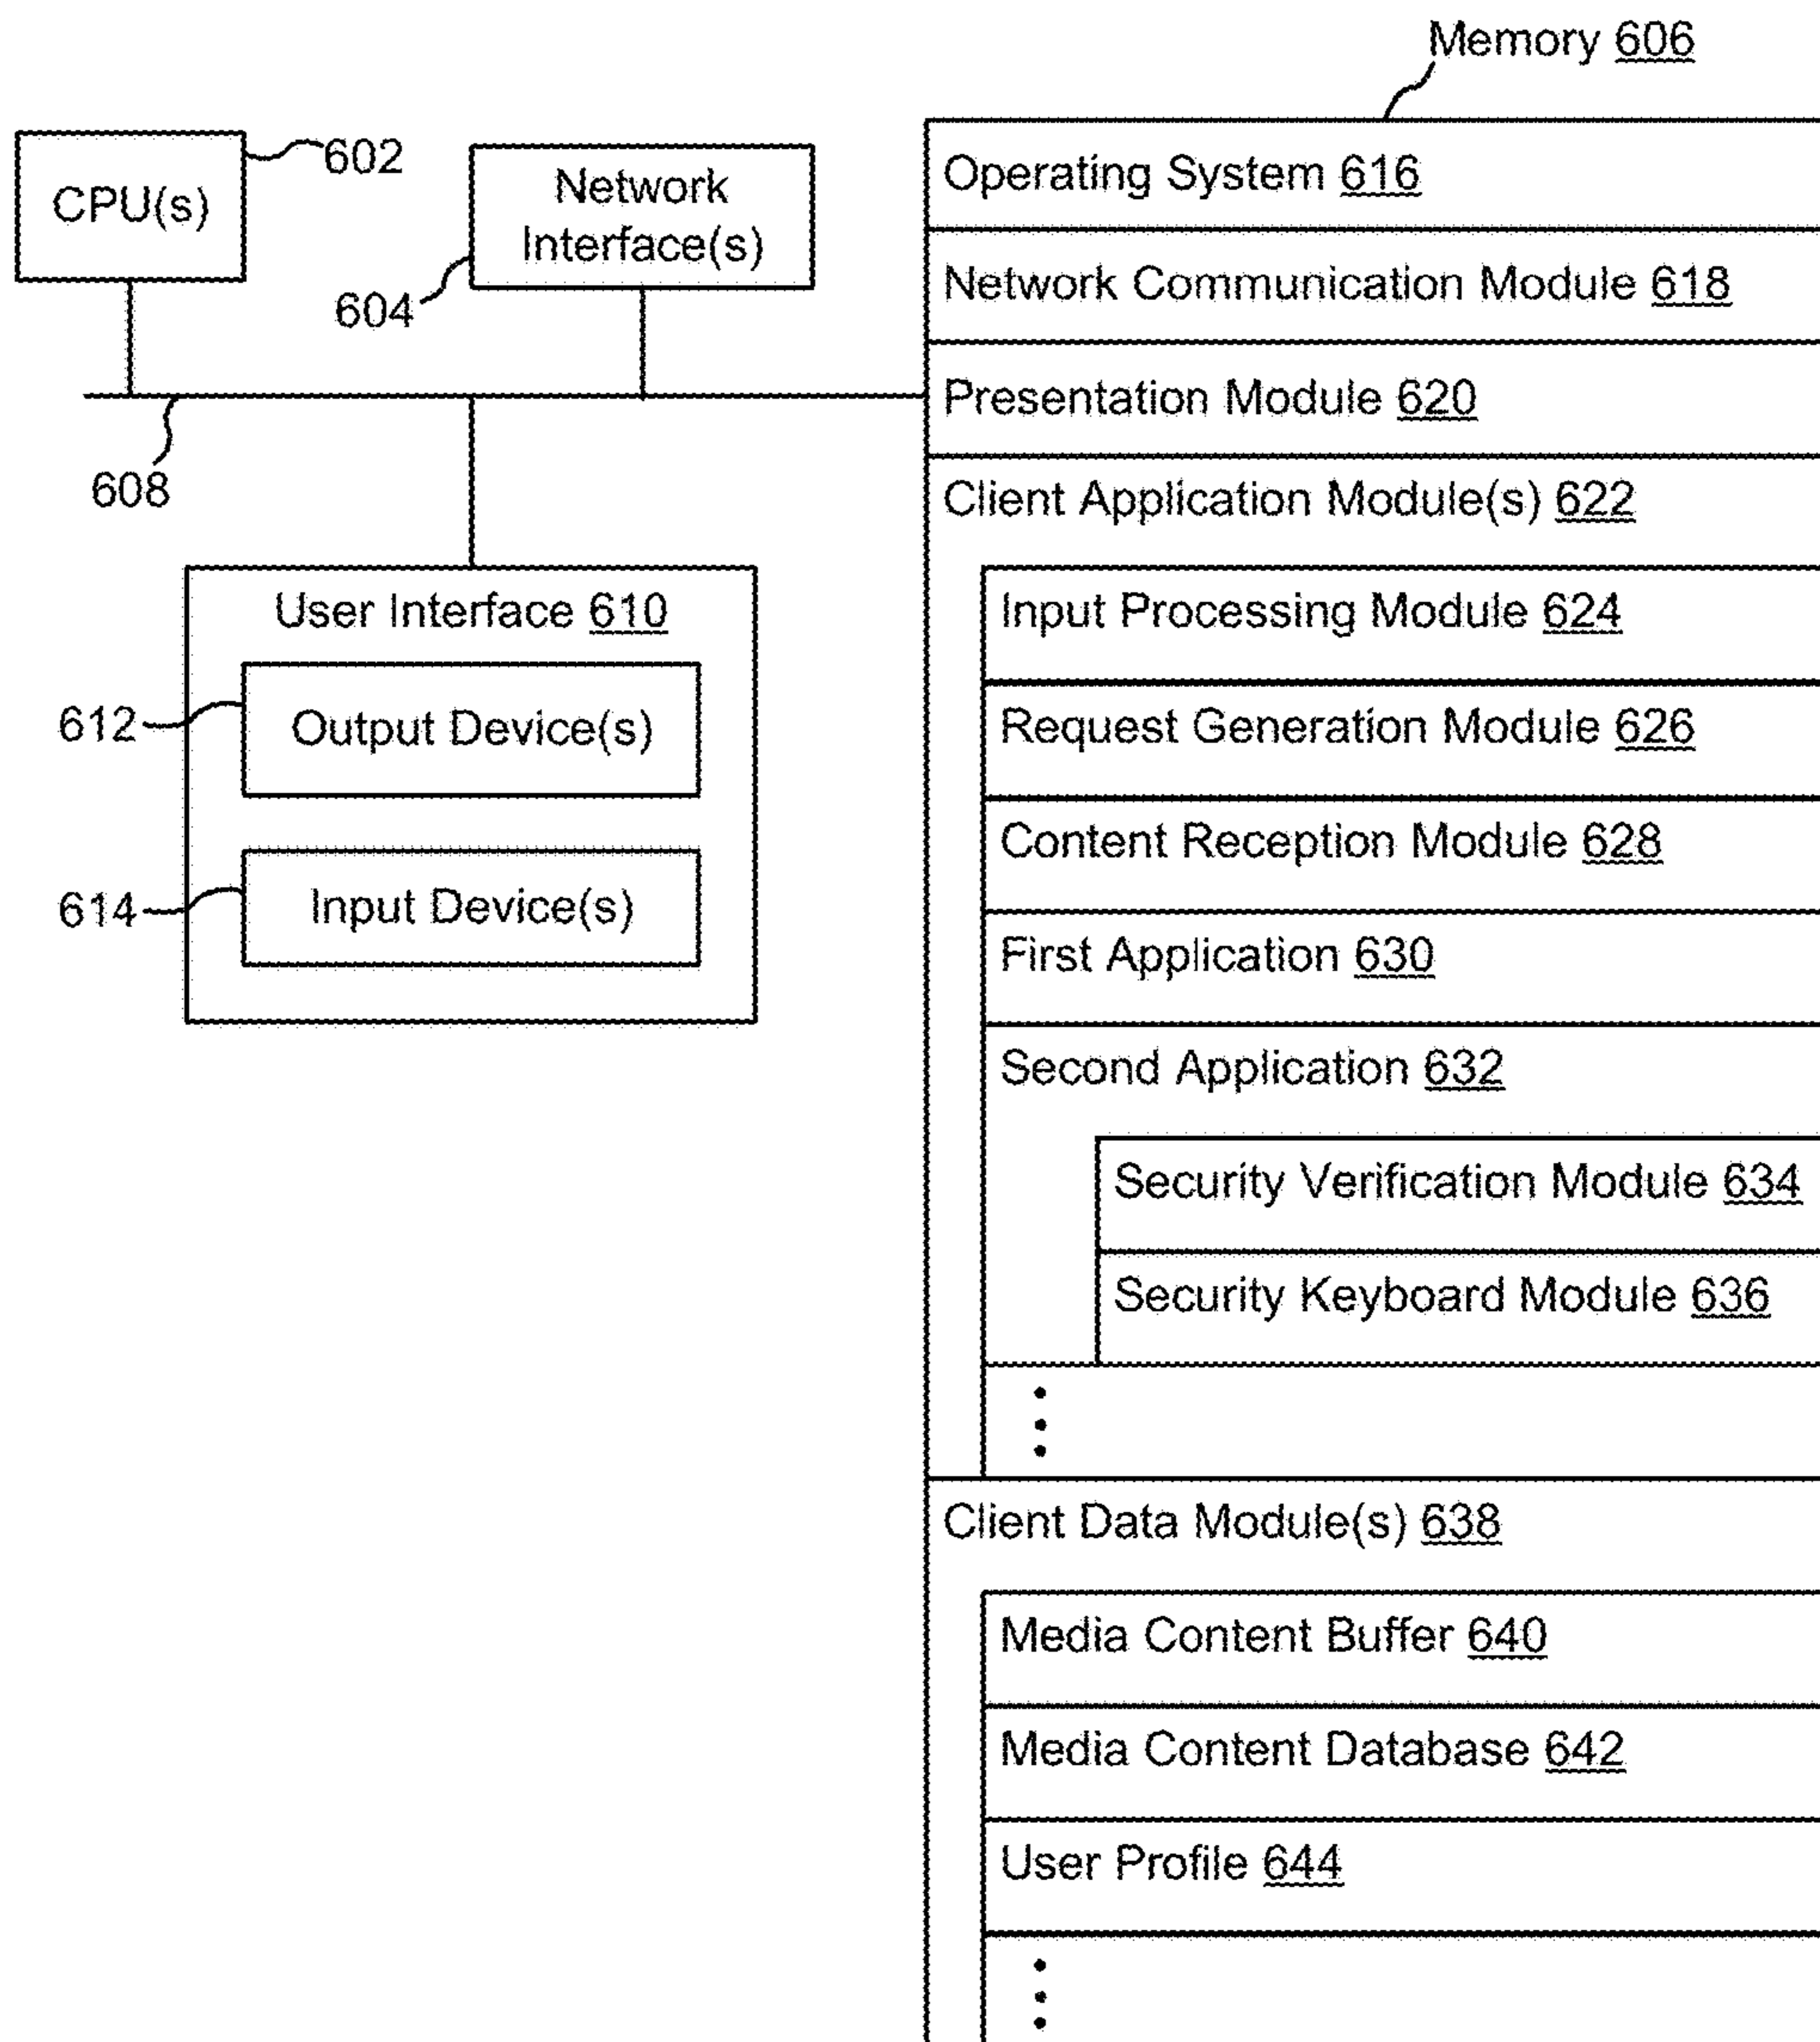 Memory 606
CPU(s)
602
Network
Interface(s)
604
608
User Interface 610
612
Output Device(s)
614
Input Device(s)
Operating System 616
Network Communication Module 618
Presentation Module 620
Client Application Module(s) 622
Input Processing Module 624
Request Generation Module 626
Content Reception Module 628
First Application 630
Second Application 632
Security Verification Module 634
Security Keyboard Module 636
Client Data Module(s) 638
Media Content Buffer 640
Media Content Database 642
User Profile 644